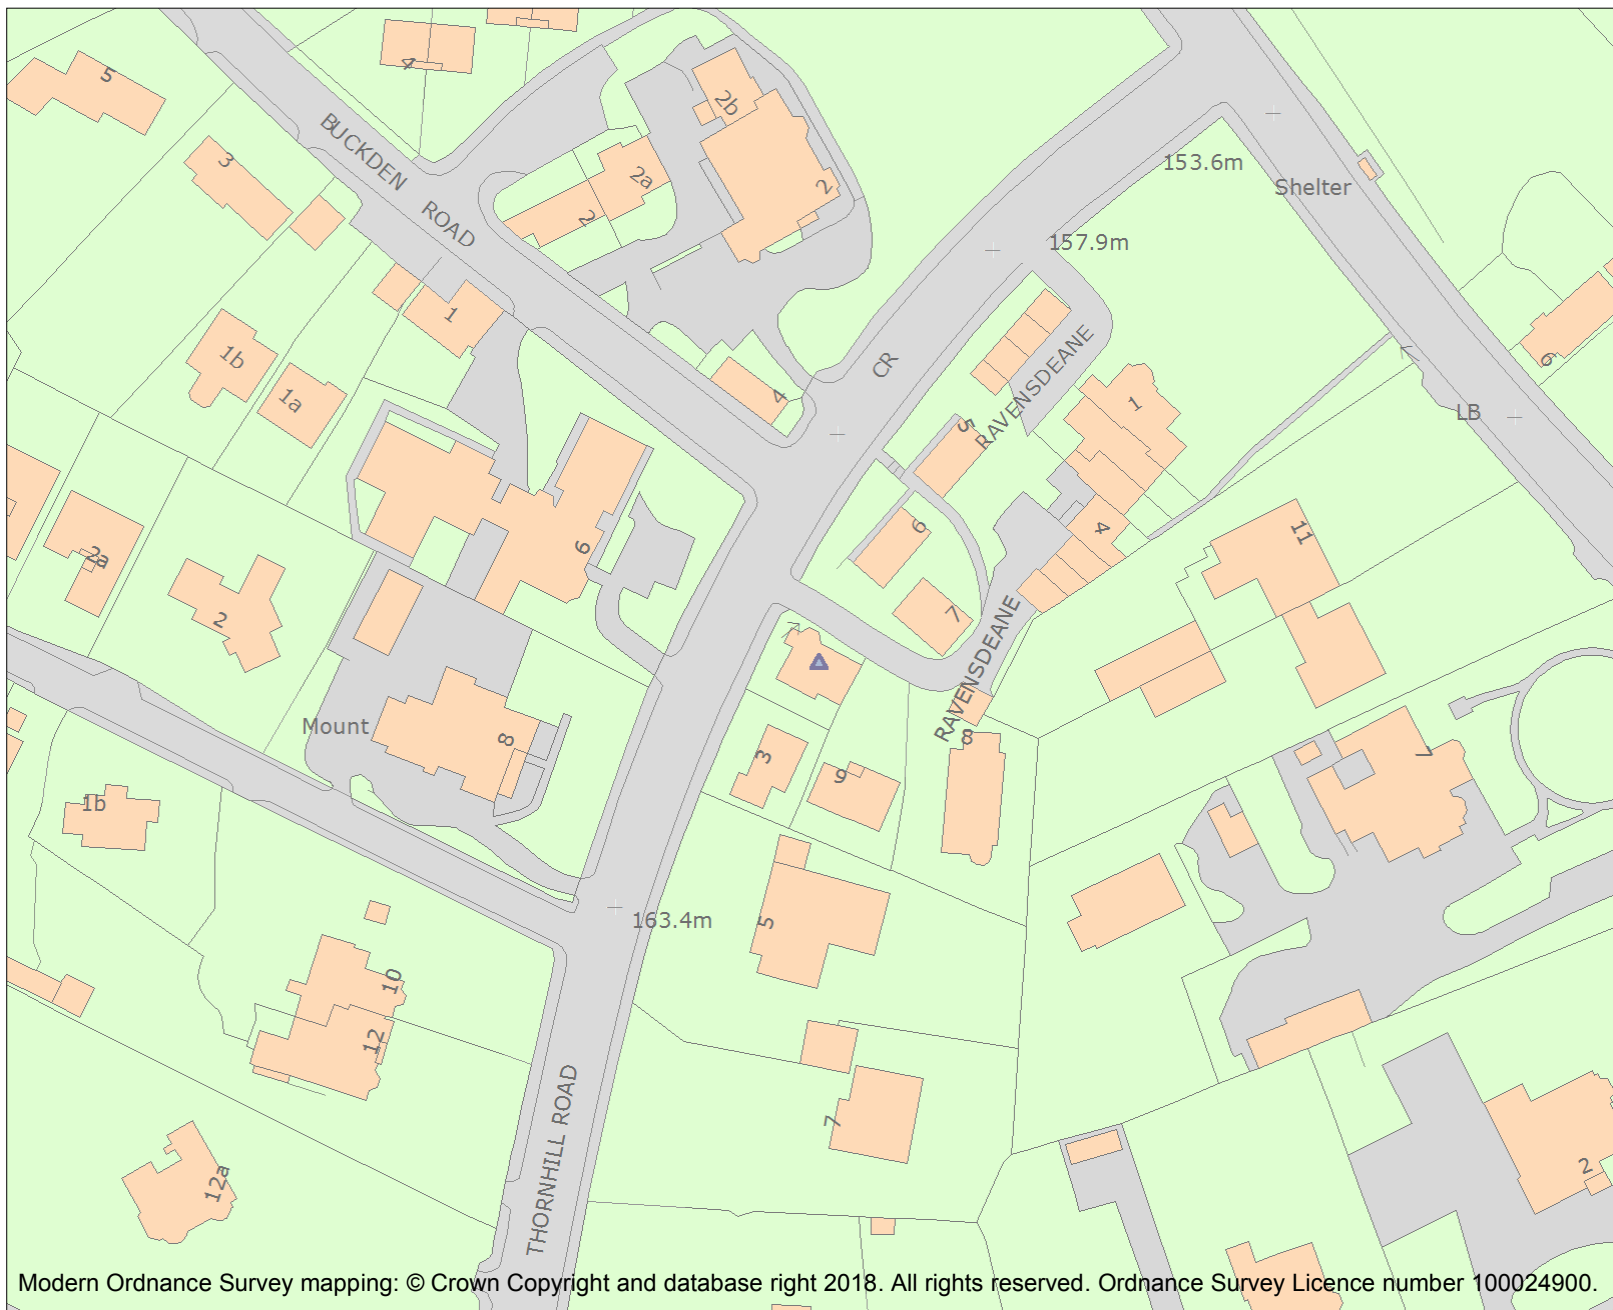 5
4
2b
3
BUCKDEN ROAD
2a
2
2
153.6m
Shelter
157.9m
1
1b
1a
CR
4
RAVENSDEANE
1
6
LB
5
6
4
11
2a
2
6
7
RAVENSDEANE
Mount
8
3
9
8
7
1b
5
163.4m
10
12
7
THORNHILL ROAD
12a
2
Modern Ordnance Survey mapping: © Crown Copyright and database right 2018. All rights reserved. Ordnance Survey Licence number 100024900.